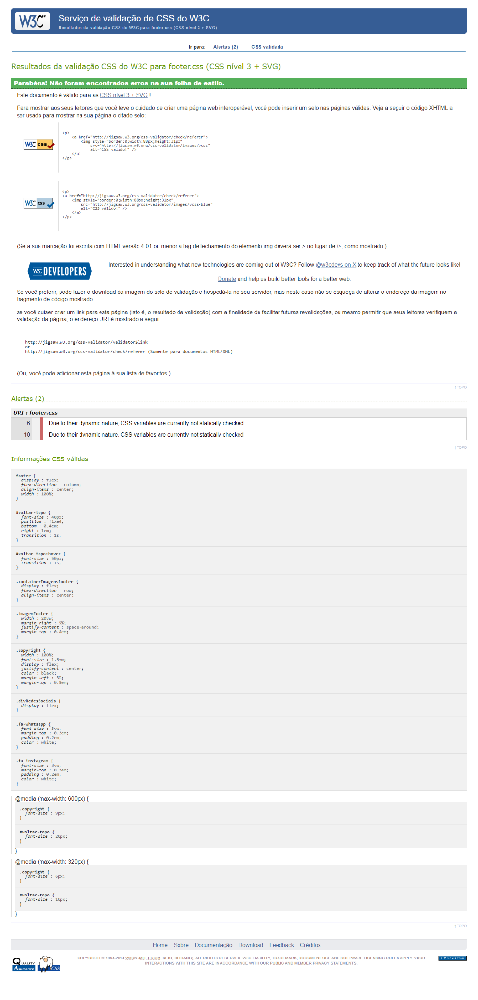 W3C® Serviço de validação de CSS do W3C
Resultados da validação CSS do W3C para footer.css (CSS nível 3 + SVG)
Ir para: Alertas (2) CSS validada
Resultados da validação CSS do W3C para footer.css (CSS nível 3 + SVG)
Parabéns! Não foram encontrados erros na sua folha de estilo.
Este documento é válido para as CSS nível 3 + SVG !
Para mostrar aos seus leitores que você teve o cuidado de criar uma página web interoperável, você pode inserir um selo nas páginas válidas. Veja a seguir o código XHTML a
ser usado para mostrar na sua página o citado selo:
W3C css
<p>
<a href="http://jigsaw.w3.org/css-validator/check/referer">
<img style="border:0;width:88px;height:31px"
src="http://jigsaw.w3.org/css-validator/images/vcss"
alt="CSS válido!" />
</a>
</p>
W3C css
<p>
<a href="http://jigsaw.w3.org/css-validator/check/referer">
<img style="border:0;width:88px;height:31px"
src="http://jigsaw.w3.org/css-validator/images/vcss-blue"
alt="CSS válido!" />
</a>
</p>
(Se a sua marcação foi escrita com HTML versão 4.01 ou menor a tag de fechamento do elemento img deverá ser > no lugar de />, como mostrado.)
W3C DEVELOPERS
Interested in understanding what new technologies are coming out of W3C? Follow @w3cdevs on X to keep track of what the future looks like!
Donate and help us build better tools for a better web.
Se você preferir, pode fazer o download da imagem do selo de validação e hospedá-la no seu servidor, mas neste caso não se esqueça de alterar o endereço da imagem no
fragmento de código mostrado.
se você quiser criar um link para esta página (isto é, o resultado da validação) com a finalidade de facilitar futuras revalidações, ou mesmo permitir que seus leitores verifiquem a
validação da página, o endereço URI é mostrado a seguir:
http://jigsaw.w3.org/css-validator/validator$link
or
http://jigsaw.w3.org/css-validator/check/referer (Somente para documentos HTML/XML)
(Ou, você pode adicionar esta página à sua lista de favoritos.)
↑ TOPO
Alertas (2)
URI : footer.css
6 Due to their dynamic nature, CSS variables are currently not statically checked
10 Due to their dynamic nature, CSS variables are currently not statically checked
↑ TOPO
Informações CSS válidas
footer {
display : flex;
flex-direction : column;
align-items : center;
width : 100%;
}
#voltar-topo {
font-size : 40px;
position : fixed;
bottom : 0.4em;
right : 1em;
transition : 1s;
}
#voltar-topo:hover {
font-size : 50px;
transition : 1s;
}
.containerImagensFooter {
display : flex;
flex-direction : row;
align-items : center;
}
.imagemFooter {
width : 20vw;
margin-right : 5%;
justify-content : space-around;
margin-top : 0.8em;
}
.copyright {
width : 100%;
font-size : 1.5vw;
display : flex;
justify-content : center;
color : black;
margin-left : 3%;
margin-top : 0.8em;
}
.divRedesSociais {
display : flex;
}
.fa-whatsapp {
font-size : 3vw;
margin-top : 0.2em;
padding : 0.2em;
color : white;
}
.fa-instagram {
font-size : 3vw;
margin-top : 0.2em;
padding : 0.2em;
color : white;
}
@media (max-width: 600px) {
.copyright {
font-size : 9px;
}
#voltar-topo {
font-size : 20px;
}
}
@media (max-width: 320px) {
.copyright {
font-size : 6px;
}
#voltar-topo {
font-size : 10px;
}
}
↑ TOPO
Home Sobre Documentação Download Feedback Créditos
QUALITY
Assurance
CSS
COPYRIGHT © 1994-2014 W3C® (MIT, ERCIM, KEIO, BEIHANG), ALL RIGHTS RESERVED. W3C LIABILITY, TRADEMARK, DOCUMENT USE AND SOFTWARE LICENSING RULES APPLY. YOUR
INTERACTIONS WITH THIS SITE ARE IN ACCORDANCE WITH OUR PUBLIC AND MEMBER PRIVACY STATEMENTS.
I ♥ VALIDATOR